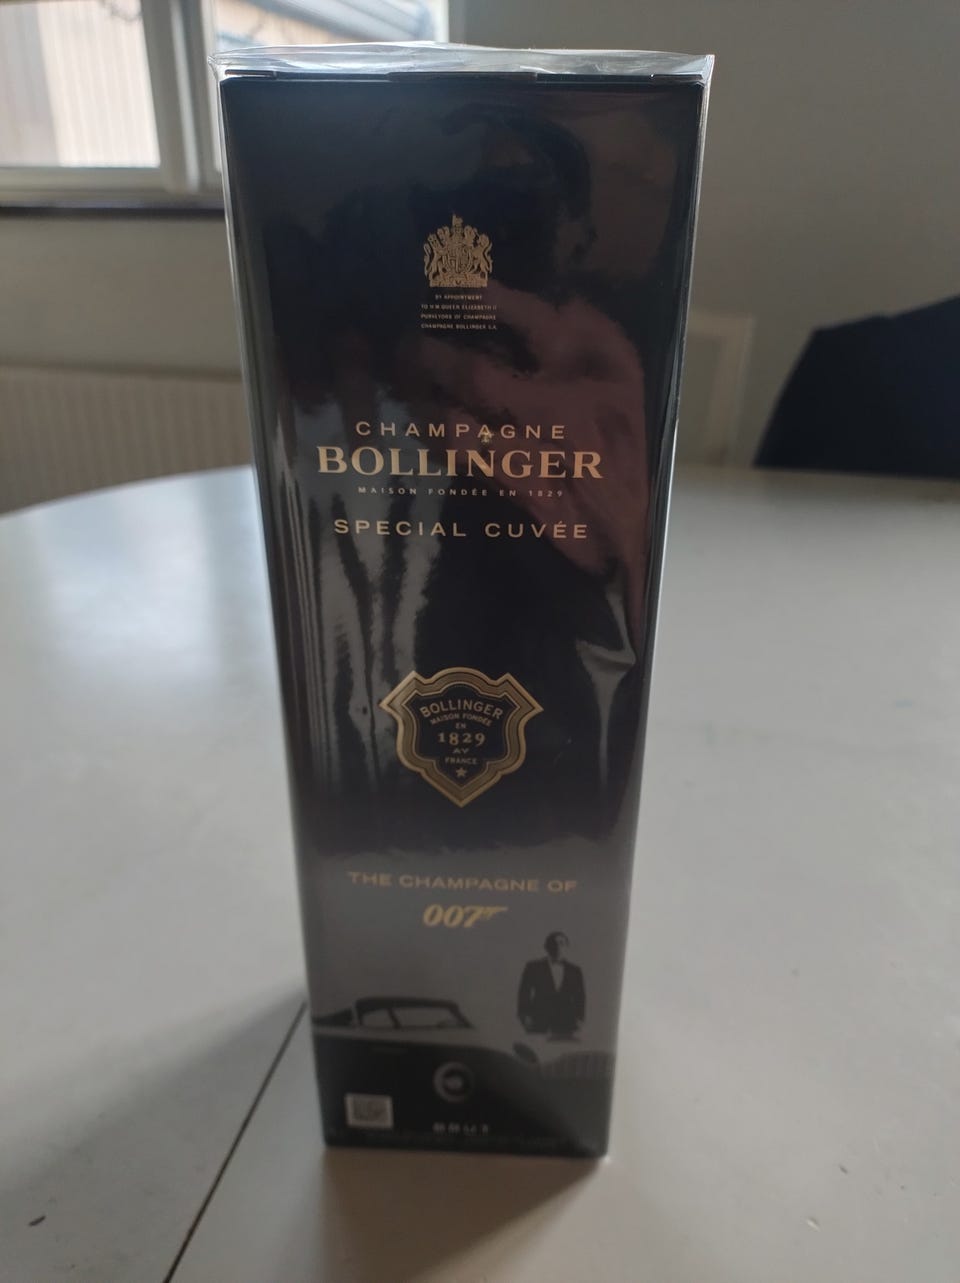 BY APPOINTMENT
TO H M QUEEN ELIZABETH II
PURVEYORS OF CHAMPAGNE
CHAMPAGNE BOLLINGER S.A.
CHAMPAGNE
BOLLINGER
MAISON FONDÉE EN 1829
SPECIAL CUVÉE
BOLLINGER
MAISON FONDÉE
EN
1829
AY
FRANCE
THE CHAMPAGNE OF
007
BRUT